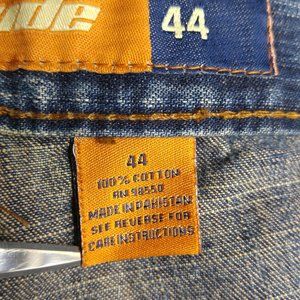 44
44
100% COTTON
RN 98550
MADE IN PAKISTAN
SEE REVERSE FOR
CARE INSTRUCTIONS